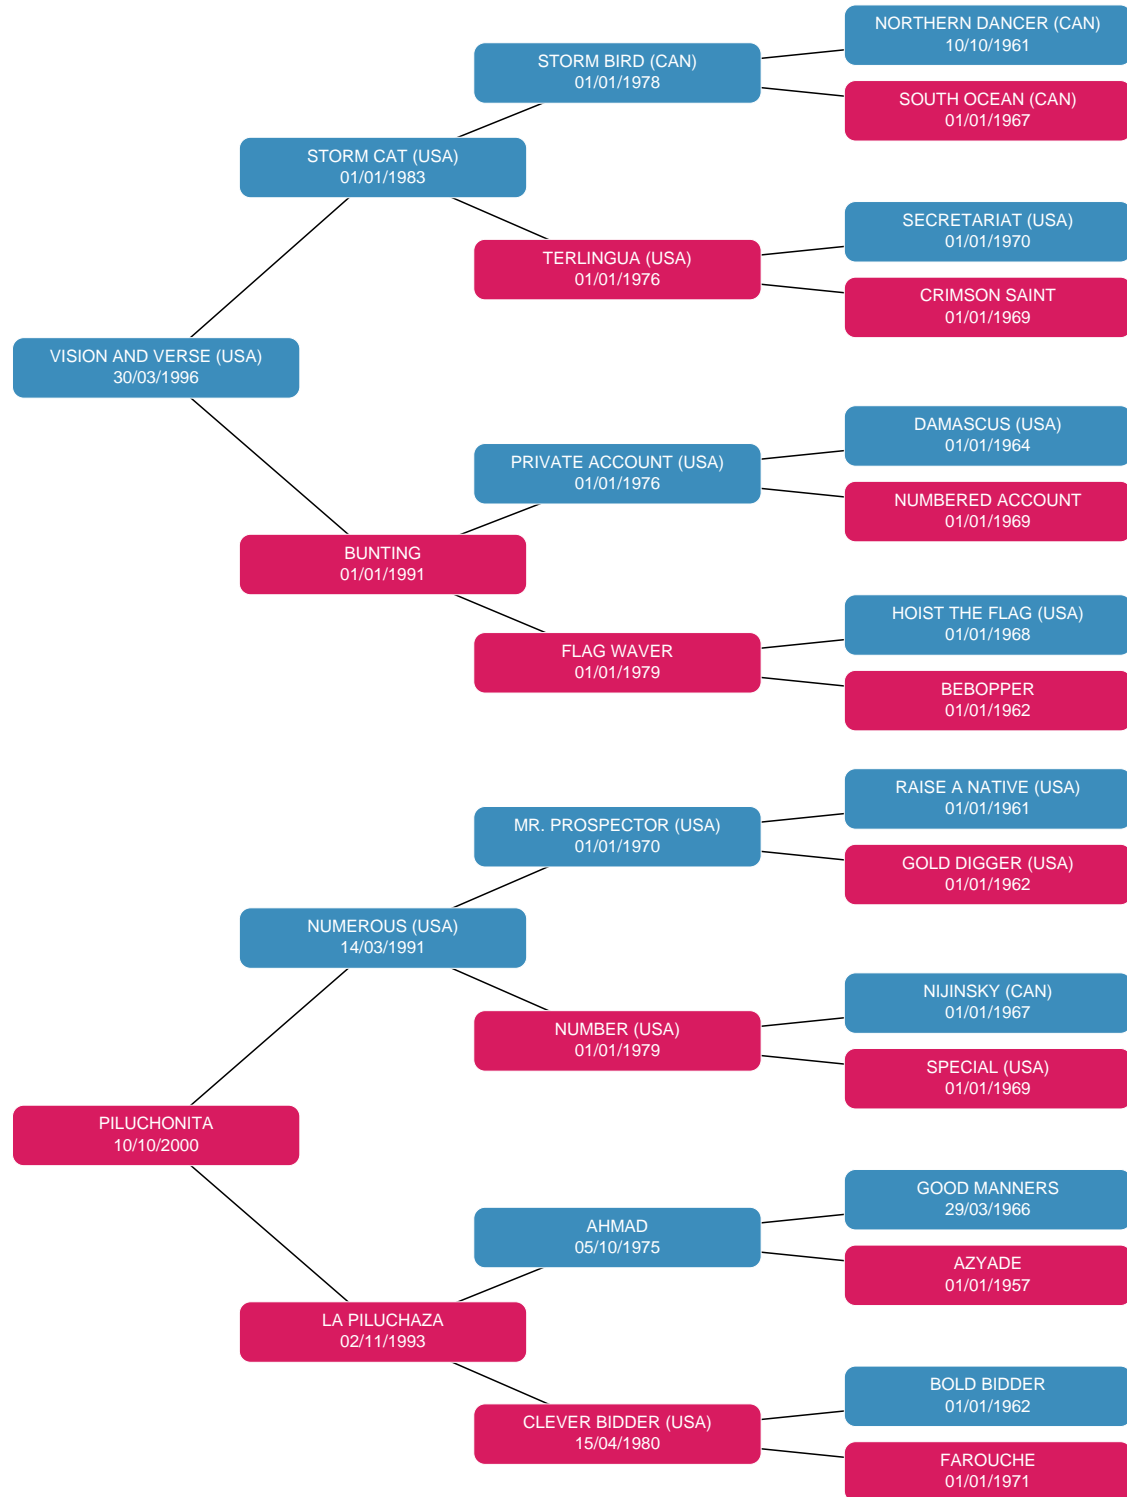 NORTHERN DANCER (CAN)
10/10/1961
STORM BIRD (CAN)
01/01/1978
SOUTH OCEAN (CAN)
01/01/1967
STORM CAT (USA)
01/01/1983
SECRETARIAT (USA)
01/01/1970
TERLINGUA (USA)
01/01/1976
CRIMSON SAINT
01/01/1969
VISION AND VERSE (USA)
30/03/1996
DAMASCUS (USA)
01/01/1964
PRIVATE ACCOUNT (USA)
01/01/1976
NUMBERED ACCOUNT
01/01/1969
BUNTING
01/01/1991
HOIST THE FLAG (USA)
01/01/1968
FLAG WAVER
01/01/1979
BEBOPPER
01/01/1962
RAISE A NATIVE (USA)
01/01/1961
MR. PROSPECTOR (USA)
01/01/1970
GOLD DIGGER (USA)
01/01/1962
NUMEROUS (USA)
14/03/1991
NIJINSKY (CAN)
01/01/1967
NUMBER (USA)
01/01/1979
SPECIAL (USA)
01/01/1969
PILUCHONITA
10/10/2000
GOOD MANNERS
29/03/1966
AHMAD
05/10/1975
AZYADE
01/01/1957
LA PILUCHAZA
02/11/1993
BOLD BIDDER
01/01/1962
CLEVER BIDDER (USA)
15/04/1980
FAROUCHE
01/01/1971